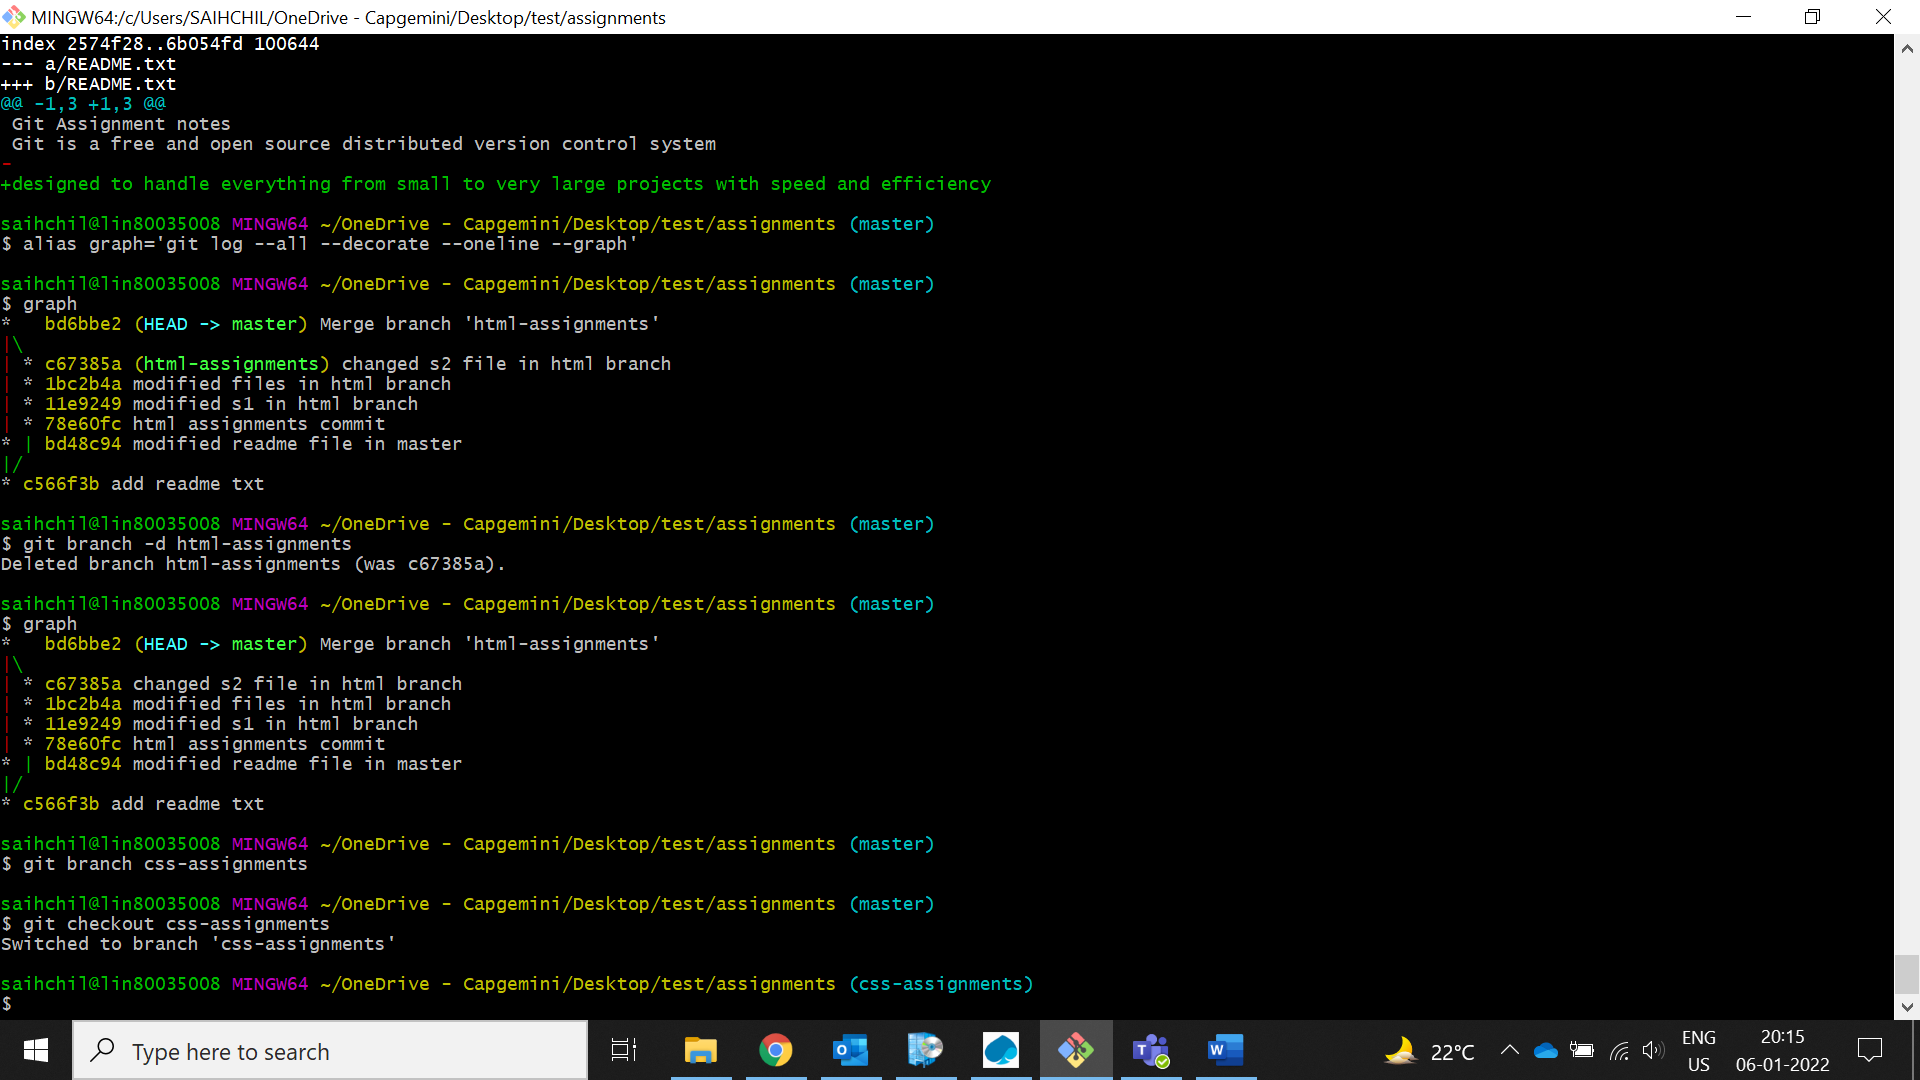 MINGW64:/c/Users/SAIHCHIL/OneDrive - Capgemini/Desktop/test/assignments
index 2574f28..6b054fd 100644
--- a/README.txt
+++ b/README.txt
@@ -1,3 +1,3 @@
 Git Assignment notes
 Git is a free and open source distributed version control system
-
+designed to handle everything from small to very large projects with speed and efficiency
saihchil@lin80035008 MINGW64 ~/OneDrive - Capgemini/Desktop/test/assignments (master)
$ alias graph='git log --all --decorate --oneline --graph'
saihchil@lin80035008 MINGW64 ~/OneDrive - Capgemini/Desktop/test/assignments (master)
$ graph
*   bd6bbe2 (HEAD -> master) Merge branch 'html-assignments'
|\
| * c67385a (html-assignments) changed s2 file in html branch
| * 1bc2b4a modified files in html branch
| * 11e9249 modified s1 in html branch
| * 78e60fc html assignments commit
* | bd48c94 modified readme file in master
|/
* c566f3b add readme txt
saihchil@lin80035008 MINGW64 ~/OneDrive - Capgemini/Desktop/test/assignments (master)
$ git branch -d html-assignments
Deleted branch html-assignments (was c67385a).
saihchil@lin80035008 MINGW64 ~/OneDrive - Capgemini/Desktop/test/assignments (master)
$ graph
*   bd6bbe2 (HEAD -> master) Merge branch 'html-assignments'
|\
| * c67385a changed s2 file in html branch
| * 1bc2b4a modified files in html branch
| * 11e9249 modified s1 in html branch
| * 78e60fc html assignments commit
* | bd48c94 modified readme file in master
|/
* c566f3b add readme txt
saihchil@lin80035008 MINGW64 ~/OneDrive - Capgemini/Desktop/test/assignments (master)
$ git branch css-assignments
saihchil@lin80035008 MINGW64 ~/OneDrive - Capgemini/Desktop/test/assignments (master)
$ git checkout css-assignments
Switched to branch 'css-assignments'
saihchil@lin80035008 MINGW64 ~/OneDrive - Capgemini/Desktop/test/assignments (css-assignments)
$
Type here to search
22°C
ENG
US
20:15
06-01-2022